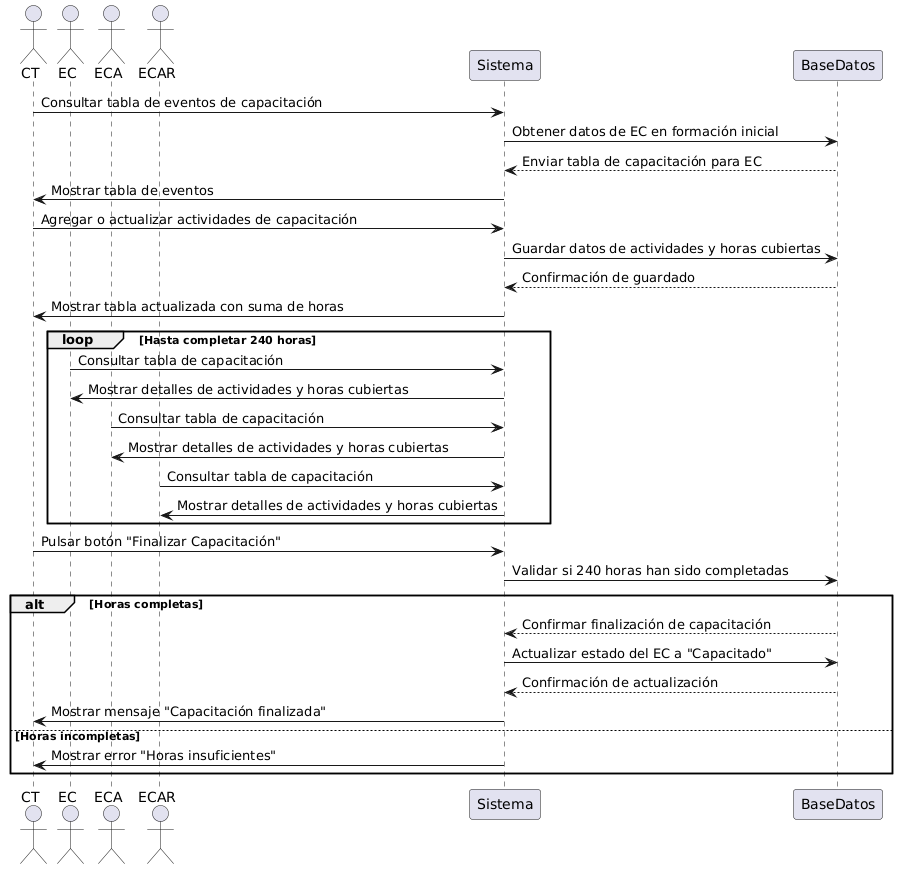 CT EC ECA ECAR Sistema BaseDatos
Consultar tabla de eventos de capacitación
Obtener datos de EC en formación inicial
Enviar tabla de capacitación para EC
Mostrar tabla de eventos
Agregar o actualizar actividades de capacitación
Guardar datos de actividades y horas cubiertas
Confirmación de guardado
Mostrar tabla actualizada con suma de horas
loop [Hasta completar 240 horas]
Consultar tabla de capacitación
Mostrar detalles de actividades y horas cubiertas
Consultar tabla de capacitación
Mostrar detalles de actividades y horas cubiertas
Consultar tabla de capacitación
Mostrar detalles de actividades y horas cubiertas
Pulsar botón "Finalizar Capacitación"
Validar si 240 horas han sido completadas
alt [Horas completas]
Confirmar finalización de capacitación
Actualizar estado del EC a "Capacitado"
Confirmación de actualización
Mostrar mensaje "Capacitación finalizada"
[Horas incompletas]
Mostrar error "Horas insuficientes"
CT EC ECA ECAR Sistema BaseDatos